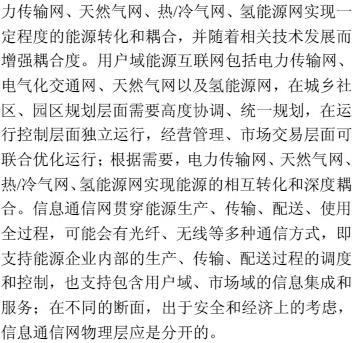 力传输网、天然气网、热/冷气网、氢能源网实现一
定程度的能源转化和耦合，并随着相关技术发展而
增强耦合度。用户域能源互联网包括电力传输网、
电气化交通网、天然气网以及氢能源网，在城乡社
区、园区规划层面需要高度协调、统一规划，在运
行控制层面独立运行，经营管理、市场交易层面可
联合优化运行；根据需要，电力传输网、天然气网、
热/冷气网、氢能源网实现能源的相互转化和深度耦
合。信息通信网贯穿能源生产、传输、配送、使用
全过程，可能会有光纤、无线等多种通信方式，即
支持能源企业内部的生产、传输、配送过程的调度
和控制，也支持包含用户域、市场域的信息集成和
服务；在不同的断面，出于安全和经济上的考虑，
信息通信网物理层应是分开的。